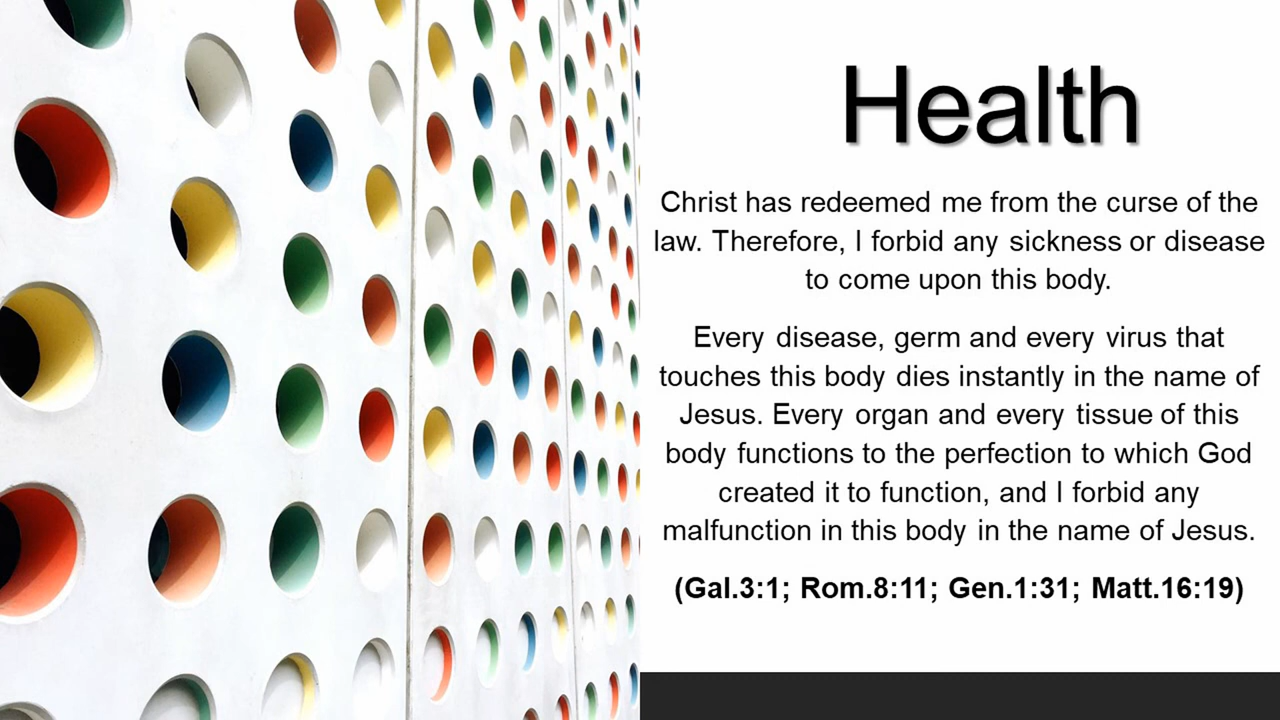 Health
Christ has redeemed me from the curse of the
law. Therefore, I forbid any sickness or disease
to come upon this body.
Every disease, germ and every virus that
touches this body dies instantly in the name of
Jesus. Every organ and every tissue of this
body functions to the perfection to which God
created it to function, and I forbid any
malfunction in this body in the name of Jesus.
(Gal.3:1; Rom.8:11; Gen.1:31; Matt.16:19)